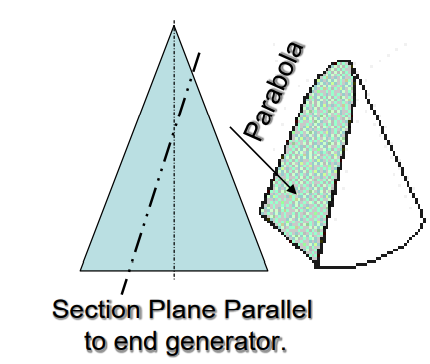 Parabola
Section Plane Parallel
to end generator.